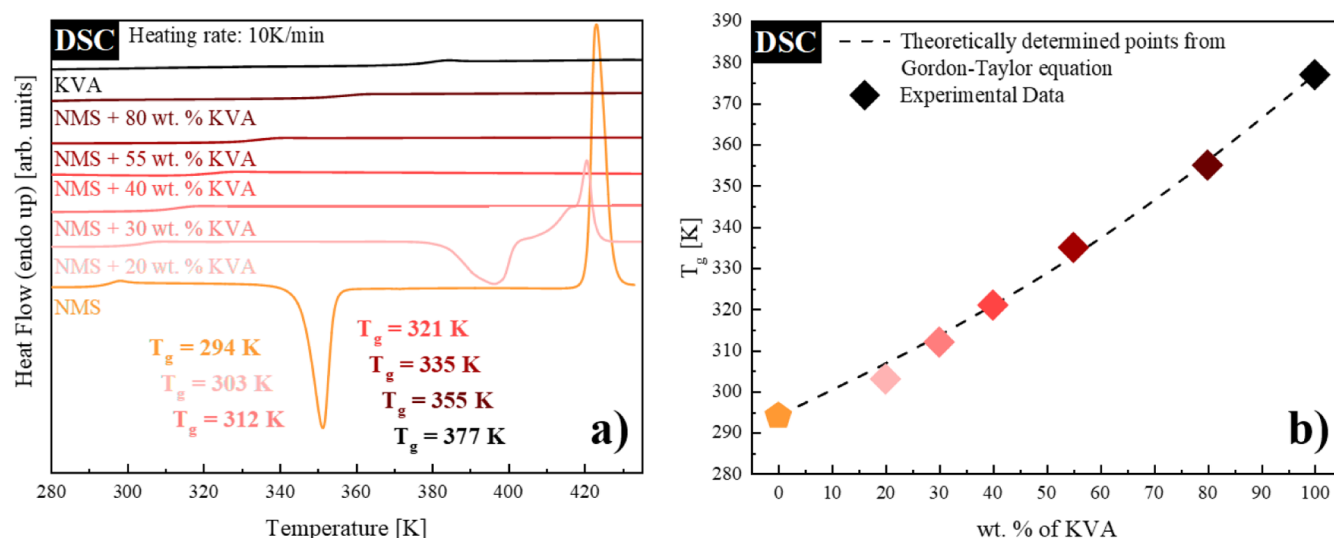 DSC
Heating rate: 10K/min
Heat Flow (endo up) [arb. units]
KVA
NMS + 80 wt. % KVA
NMS + 55 wt. % KVA
NMS + 40 wt. % KVA
NMS + 30 wt. % KVA
NMS + 20 wt. % KVA
NMS
Tg = 294 K
Tg = 303 K
Tg = 312 K
Tg = 321 K
Tg = 335 K
Tg = 355 K
Tg = 377 K
a)
280 300 320 340 360 380 400 420
Temperature [K]
DSC
Theoretically determined points from
Gordon-Taylor equation
Experimental Data
Tg [K]
390
380
370
360
350
340
330
320
310
300
290
280
b)
0 10 20 30 40 50 60 70 80 90 100
wt. % of KVA